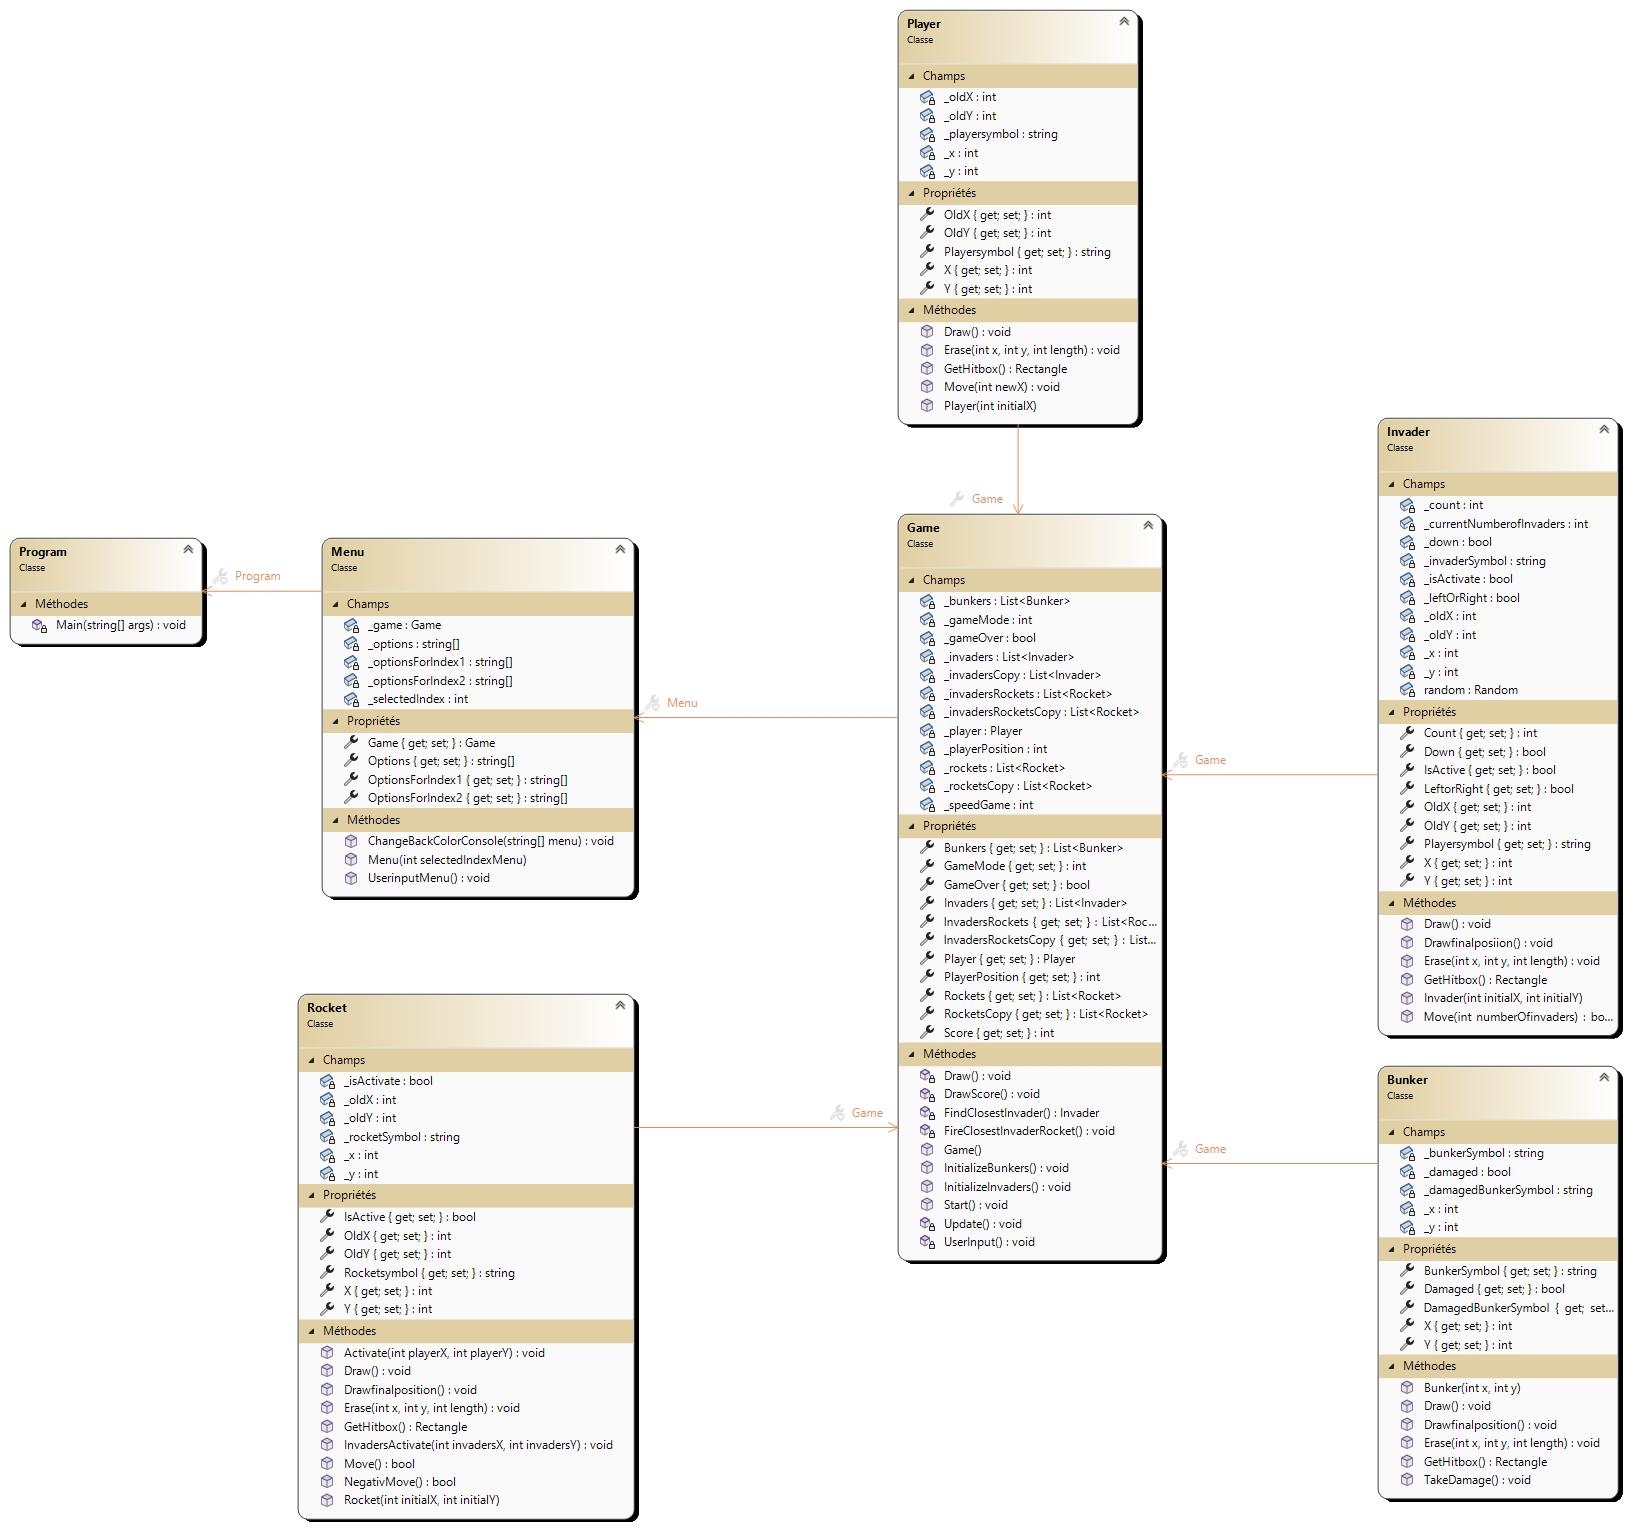 Player
Classe
Champs
_oldX : int
_oldY : int
_playersymbol : string
_x : int
_y : int
Propriétés
OldX { get; set; } : int
OldY { get; set; } : int
Playersymbol { get; set; } : string
X { get; set; } : int
Y { get; set; } : int
Méthodes
Draw() : void
Erase(int x, int y, int length) : void
GetHitbox() : Rectangle
Move(int newX) : void
Player(int initialX)
Game
Program
Classe
Méthodes
Main(string[] args) : void
Program
Menu
Classe
Champs
_game : Game
_options : string[]
_optionsForIndex1 : string[]
_optionsForIndex2 : string[]
_selectedIndex : int
Propriétés
Game { get; set; } : Game
Options { get; set; } : string[]
OptionsForIndex1 { get; set; } : string[]
OptionsForIndex2 { get; set; } : string[]
Méthodes
ChangeBackColorConsole(string[] menu) : void
Menu(int selectedIndexMenu)
UserinputMenu() : void
Menu
Game
Classe
Champs
_bunkers : List<Bunker>
_gameMode : int
_gameOver : bool
_invaders : List<Invader>
_invadersCopy : List<Invader>
_invadersRockets : List<Rocket>
_invadersRocketsCopy : List<Rocket>
_player : Player
_playerPosition : int
_rockets : List<Rocket>
_rocketsCopy : List<Rocket>
_speedGame : int
Propriétés
Bunkers { get; set; } : List<Bunker>
GameMode { get; set; } : int
GameOver { get; set; } : bool
Invaders { get; set; } : List<Invader>
InvadersRockets { get; set; } : List<Roc...
InvadersRocketsCopy { get; set; } : List...
Player { get; set; } : Player
PlayerPosition { get; set; } : int
Rockets { get; set; } : List<Rocket>
RocketsCopy { get; set; } : List<Rocket>
Score { get; set; } : int
Méthodes
Draw() : void
DrawScore() : void
FindClosestInvader() : Invader
FireClosestInvaderRocket() : void
Game()
InitializeBunkers() : void
InitializeInvaders() : void
Start() : void
Update() : void
UserInput() : void
Game
Invader
Classe
Champs
_count : int
_currentNumberofInvaders : int
_down : bool
_invaderSymbol : string
_isActivate : bool
_leftOrRight : bool
_oldX : int
_oldY : int
_x : int
_y : int
random : Random
Propriétés
Count { get; set; } : int
Down { get; set; } : bool
IsActive { get; set; } : bool
LeftorRight { get; set; } : bool
OldX { get; set; } : int
OldY { get; set; } : int
Playersymbol { get; set; } : string
X { get; set; } : int
Y { get; set; } : int
Méthodes
Draw() : void
Drawfinalposiion() : void
Erase(int x, int y, int length) : void
GetHitbox() : Rectangle
Invader(int initialX, int initialY)
Move(int numberOfinvaders) : bo...
Rocket
Classe
Champs
_isActivate : bool
_oldX : int
_oldY : int
_rocketSymbol : string
_x : int
_y : int
Propriétés
IsActive { get; set; } : bool
OldX { get; set; } : int
OldY { get; set; } : int
Rocketsymbol { get; set; } : string
X { get; set; } : int
Y { get; set; } : int
Méthodes
Activate(int playerX, int playerY) : void
Draw() : void
Drawfinalposition() : void
Erase(int x, int y, int length) : void
GetHitbox() : Rectangle
InvadersActivate(int invadersX, int invadersY) : void
Move() : bool
NegativMove() : bool
Rocket(int initialX, int initialY)
Game
Game
Bunker
Classe
Champs
_bunkerSymbol : string
_damaged : bool
_damagedBunkerSymbol : string
_x : int
_y : int
Propriétés
BunkerSymbol { get; set; } : string
Damaged { get; set; } : bool
DamagedBunkerSymbol { get; set...
X { get; set; } : int
Y { get; set; } : int
Méthodes
Bunker(int x, int y)
Draw() : void
Drawfinalposition() : void
Erase(int x, int y, int length) : void
GetHitbox() : Rectangle
TakeDamage() : void